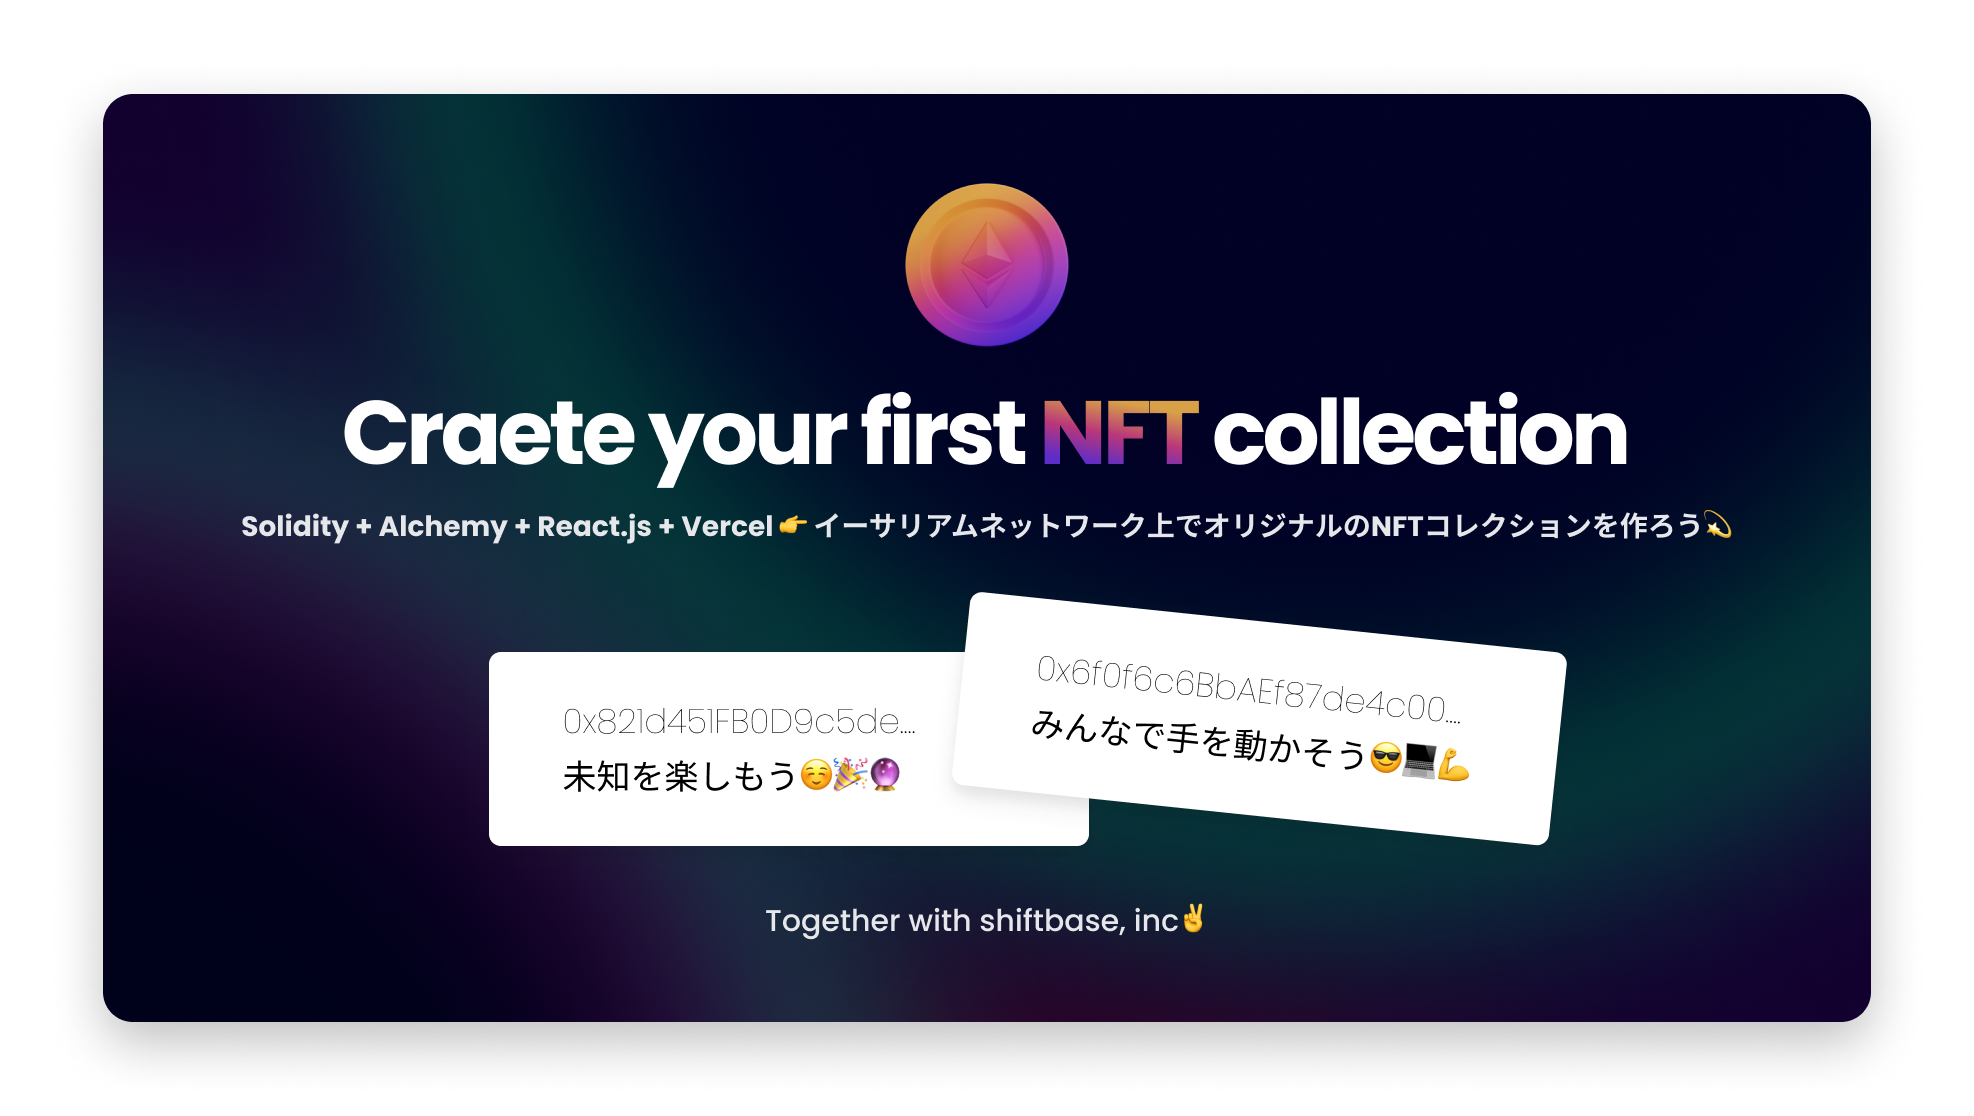 Craete your first NFT collection
Solidity + Alchemy + React.js + Vercel 👉 イーサリアムネットワーク上でオリジナルのNFTコレクションを作ろう💫
0x821d451FB0D9c5de...
未知を楽しもう☺️🎉🔮
0x6f0f6c6BbAEf87de4c00...
みんなで手を動かそう😎💻💪
Together with shiftbase, inc✌️